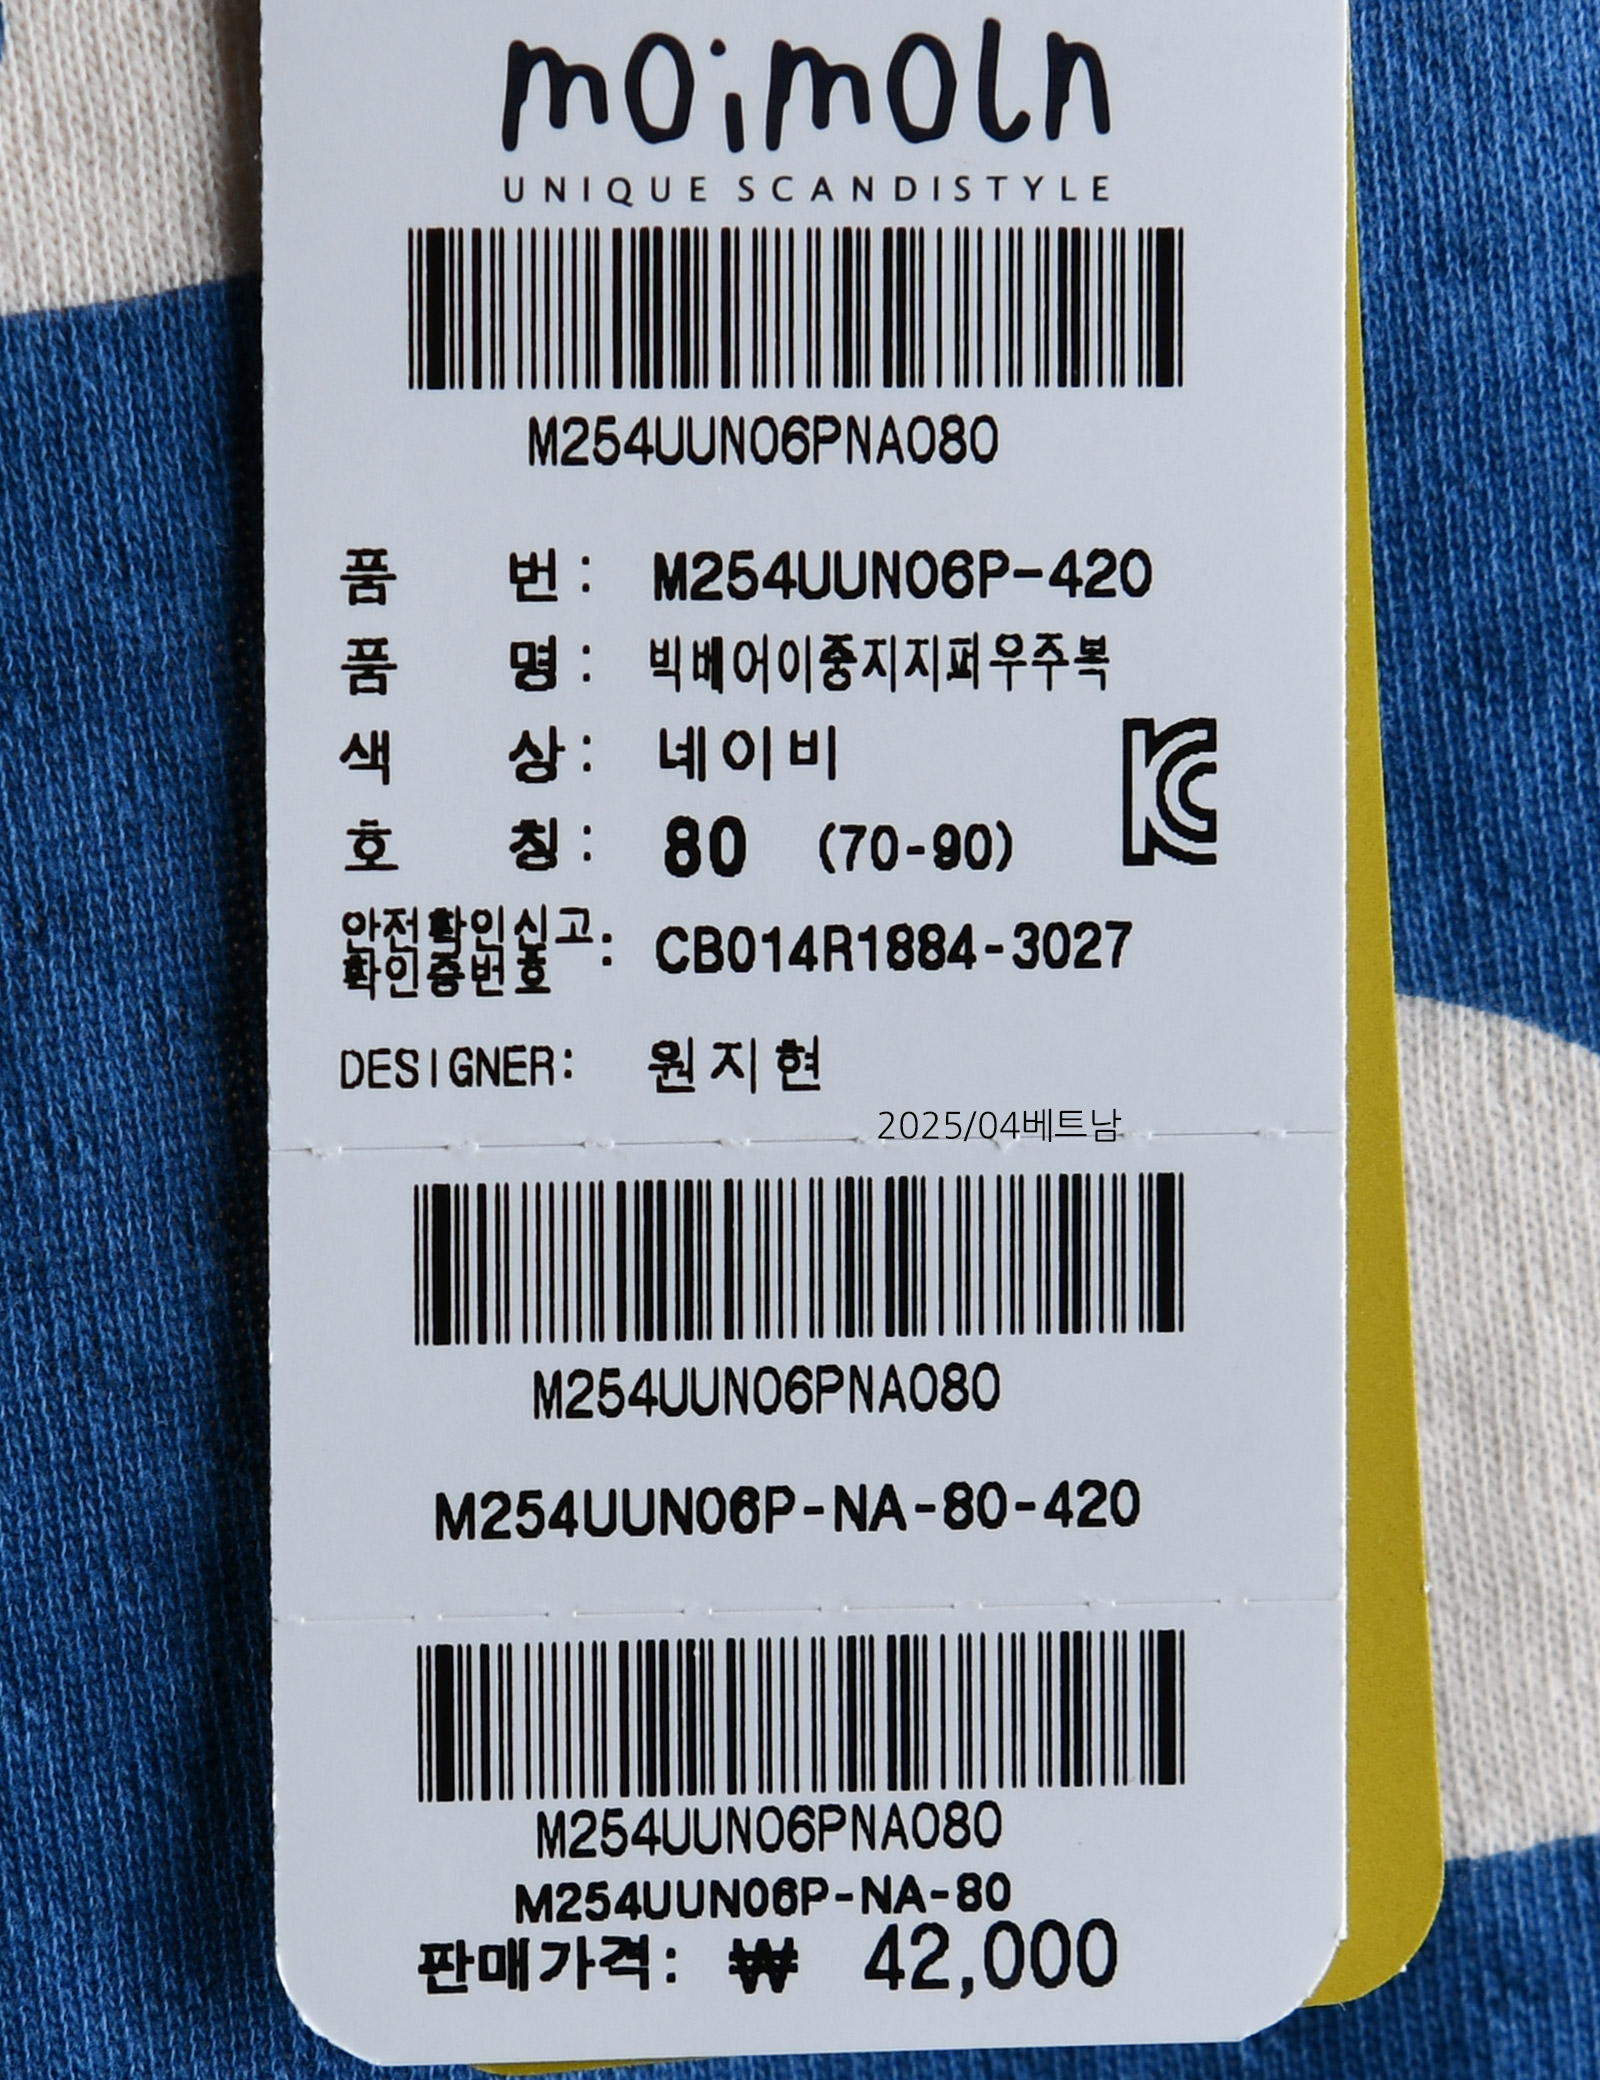 moimoln
UNIQUE SCANDISTYLE
M254UUN06PNA080
품 번: M254UUN06P-420
품 명: 빅베어이중지지퍼우주복
색 상: 네이비
호 칭: 80 (70-90)
안전확인신고
확인증번호: CB014R1884-3027
DESIGNER: 원지현
2025/04베트남
M254UUN06PNA080
M254UUN06P-NA-80-420
M254UUN06PNA080
M254UUN06P-NA-80
판매가격: ₩ 42,000